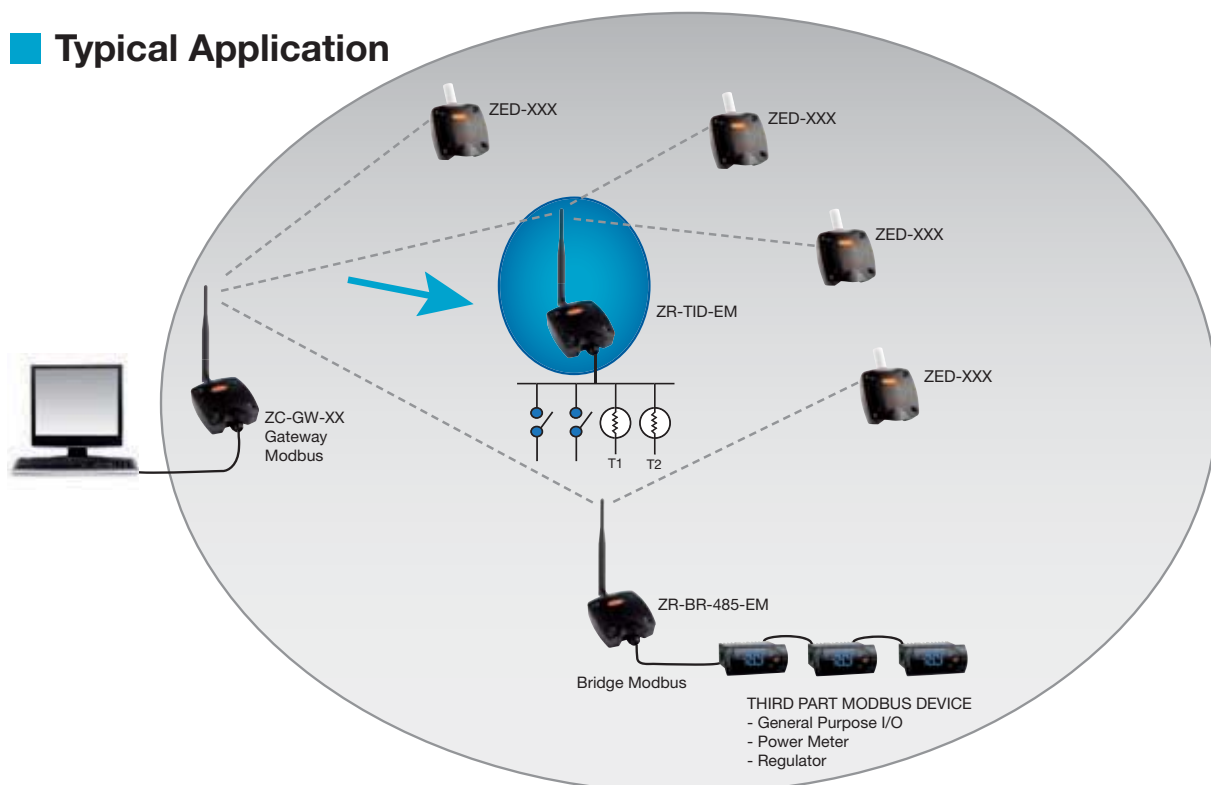 Typical Application
ZED-XXX
ZED-XXX
ZED-XXX
ZR-TID-EM
ZED-XXX
ZC-GW-XX
Gateway
Modbus
T1
T2
ZR-BR-485-EM
Bridge Modbus
THIRD PART MODBUS DEVICE
- General Purpose I/O
- Power Meter
- Regulator